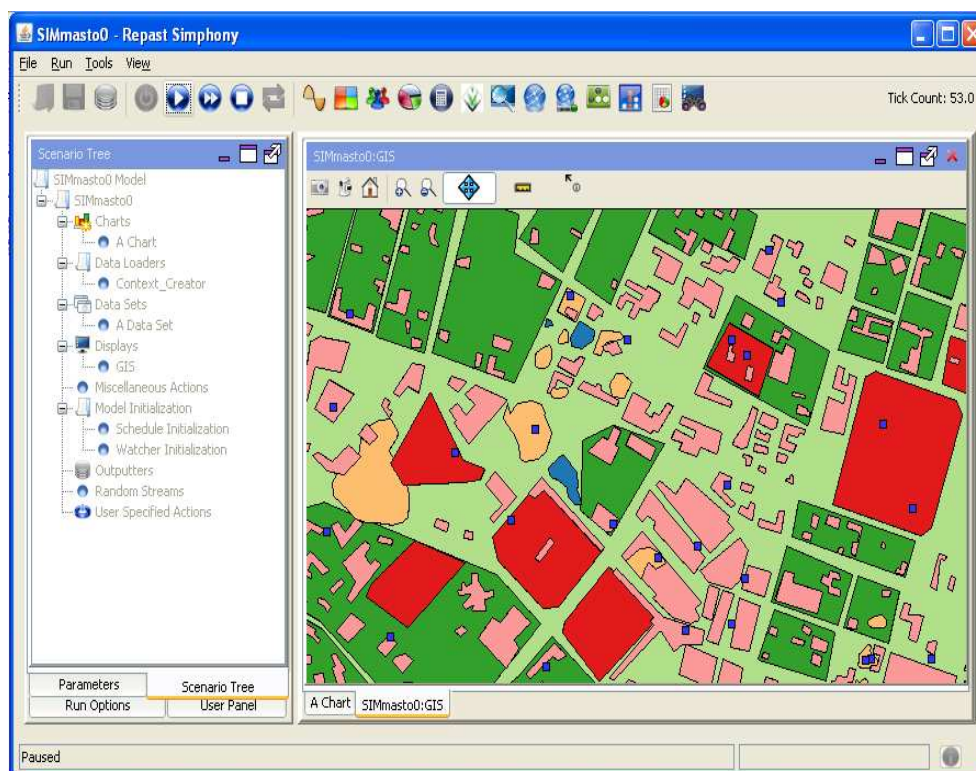 SIMmasto0 - Repast Simphony
File Run Tools View
Tick Count: 53.0
Scenario Tree
SIMmasto0 Model
SIMmasto0
Charts
A Chart
Data Loaders
Context_Creator
Data Sets
A Data Set
Displays
GIS
Miscellaneous Actions
Model Initialization
Schedule Initialization
Watcher Initialization
Outputters
Random Streams
User Specified Actions
Parameters
Scenario Tree
Run Options
User Panel
SIMmasto0:GIS
A Chart
SIMmasto0:GIS
Paused